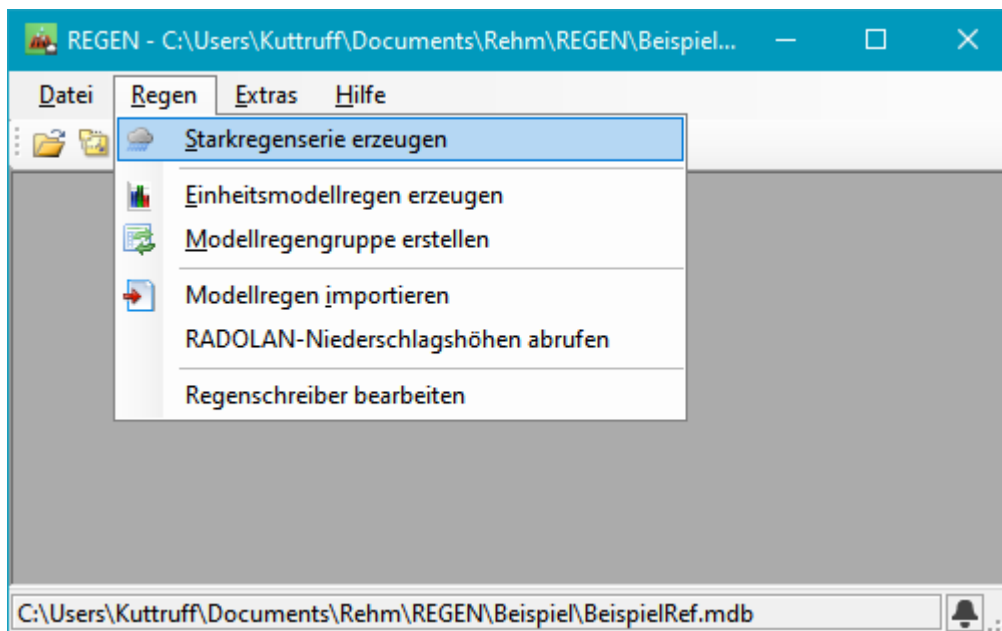 REGEN - C:\Users\Kuttruff\Documents\Rehm\REGEN\Beispiel...
Datei Regen Extras Hilfe
Starkregenserie erzeugen
Einheitsmodellregen erzeugen
Modellregengruppe erstellen
Modellregen importieren
RADOLAN-Niederschlagshöhen abrufen
Regenschreiber bearbeiten
C:\Users\Kuttruff\Documents\Rehm\REGEN\Beispiel\BeispielRef.mdb